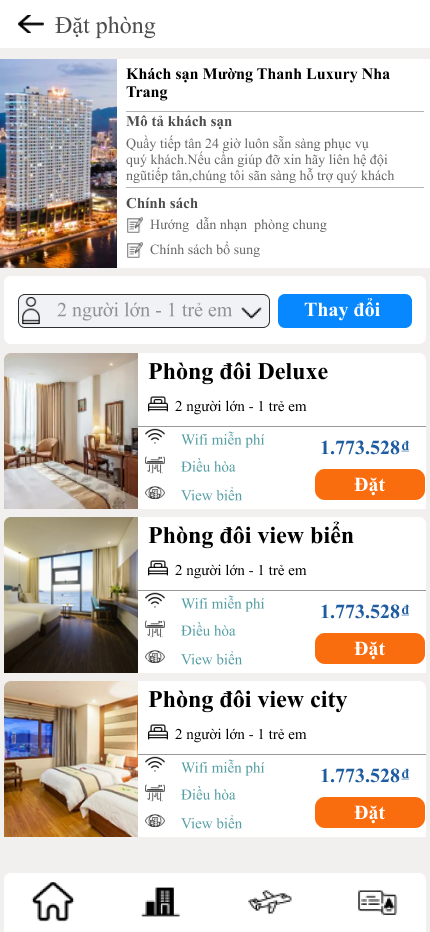 Đặt phòng
Khách sạn Mường Thanh Luxury Nha
Trang
Mô tả khách sạn
Quầy tiếp tân 24 giờ luôn sẵn sàng phục vụ
quý khách.Nếu cần giúp đỡ xin hãy liên hệ đội
ngũtiếp tân,chúng tôi sãn sàng hỗ trợ quý khách
Chính sách
Hướng dẫn nhạn phòng chung
Chính sách bổ sung
2 người lớn - 1 trẻ em
Thay đổi
Phòng đôi Deluxe
2 người lớn - 1 trẻ em
Wifi miễn phí
1.773.528đ
Điều hòa
Đặt
View biển
Phòng đôi view biển
2 người lớn - 1 trẻ em
Wifi miễn phí
1.773.528đ
Điều hòa
Đặt
View biển
Phòng đôi view city
2 người lớn - 1 trẻ em
Wifi miễn phí
1.773.528đ
Điều hòa
Đặt
View biển